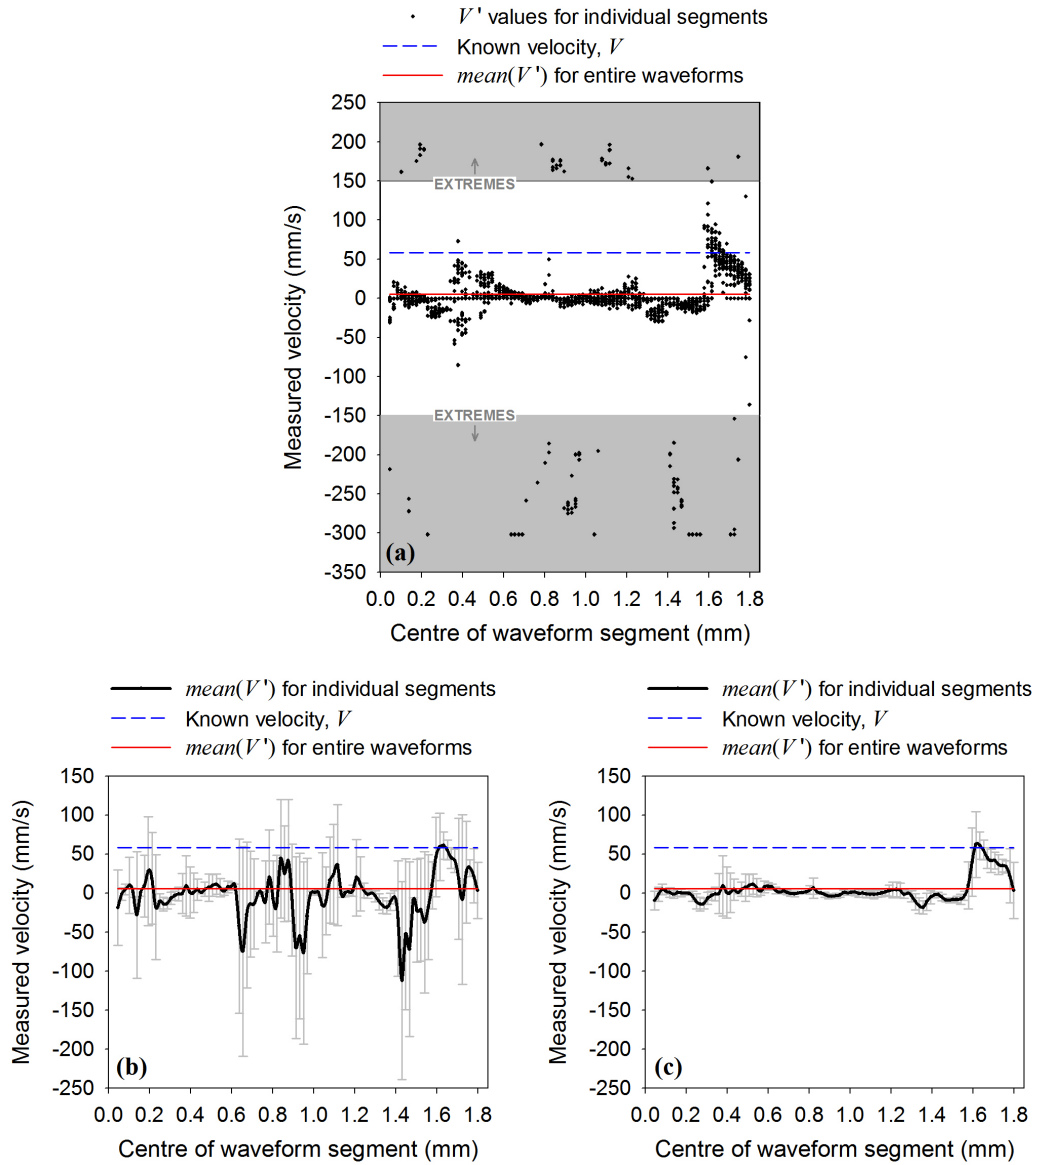 V' values for individual segments
Known velocity, V
mean(V') for entire waveforms
250
200
150
100
50
0
-50
-100
-150
-200
-250
-300
-350
Measured velocity (mm/s)
EXTREMES
EXTREMES
(a)
0.0 0.2 0.4 0.6 0.8 1.0 1.2 1.4 1.6 1.8
Centre of waveform segment (mm)
mean(V') for individual segments
Known velocity, V
mean(V') for entire waveforms
150
100
50
0
-50
-100
-150
-200
-250
Measured velocity (mm/s)
(b)
0.0 0.2 0.4 0.6 0.8 1.0 1.2 1.4 1.6 1.8
Centre of waveform segment (mm)
mean(V') for individual segments
Known velocity, V
mean(V') for entire waveforms
150
100
50
0
-50
-100
-150
-200
-250
Measured velocity (mm/s)
(c)
0.0 0.2 0.4 0.6 0.8 1.0 1.2 1.4 1.6 1.8
Centre of waveform segment (mm)